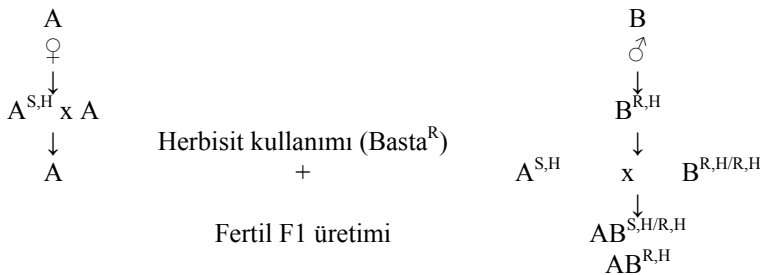 A B
♀ ♂
↓ ↓
A^S,H x A B^R,H
↓ Herbisit kullanımı (Basta^R) ↓
A + A^S,H x B^R,H/R,H
↓
Fertil F1 üretimi AB^S,H/R,H
AB^R,H